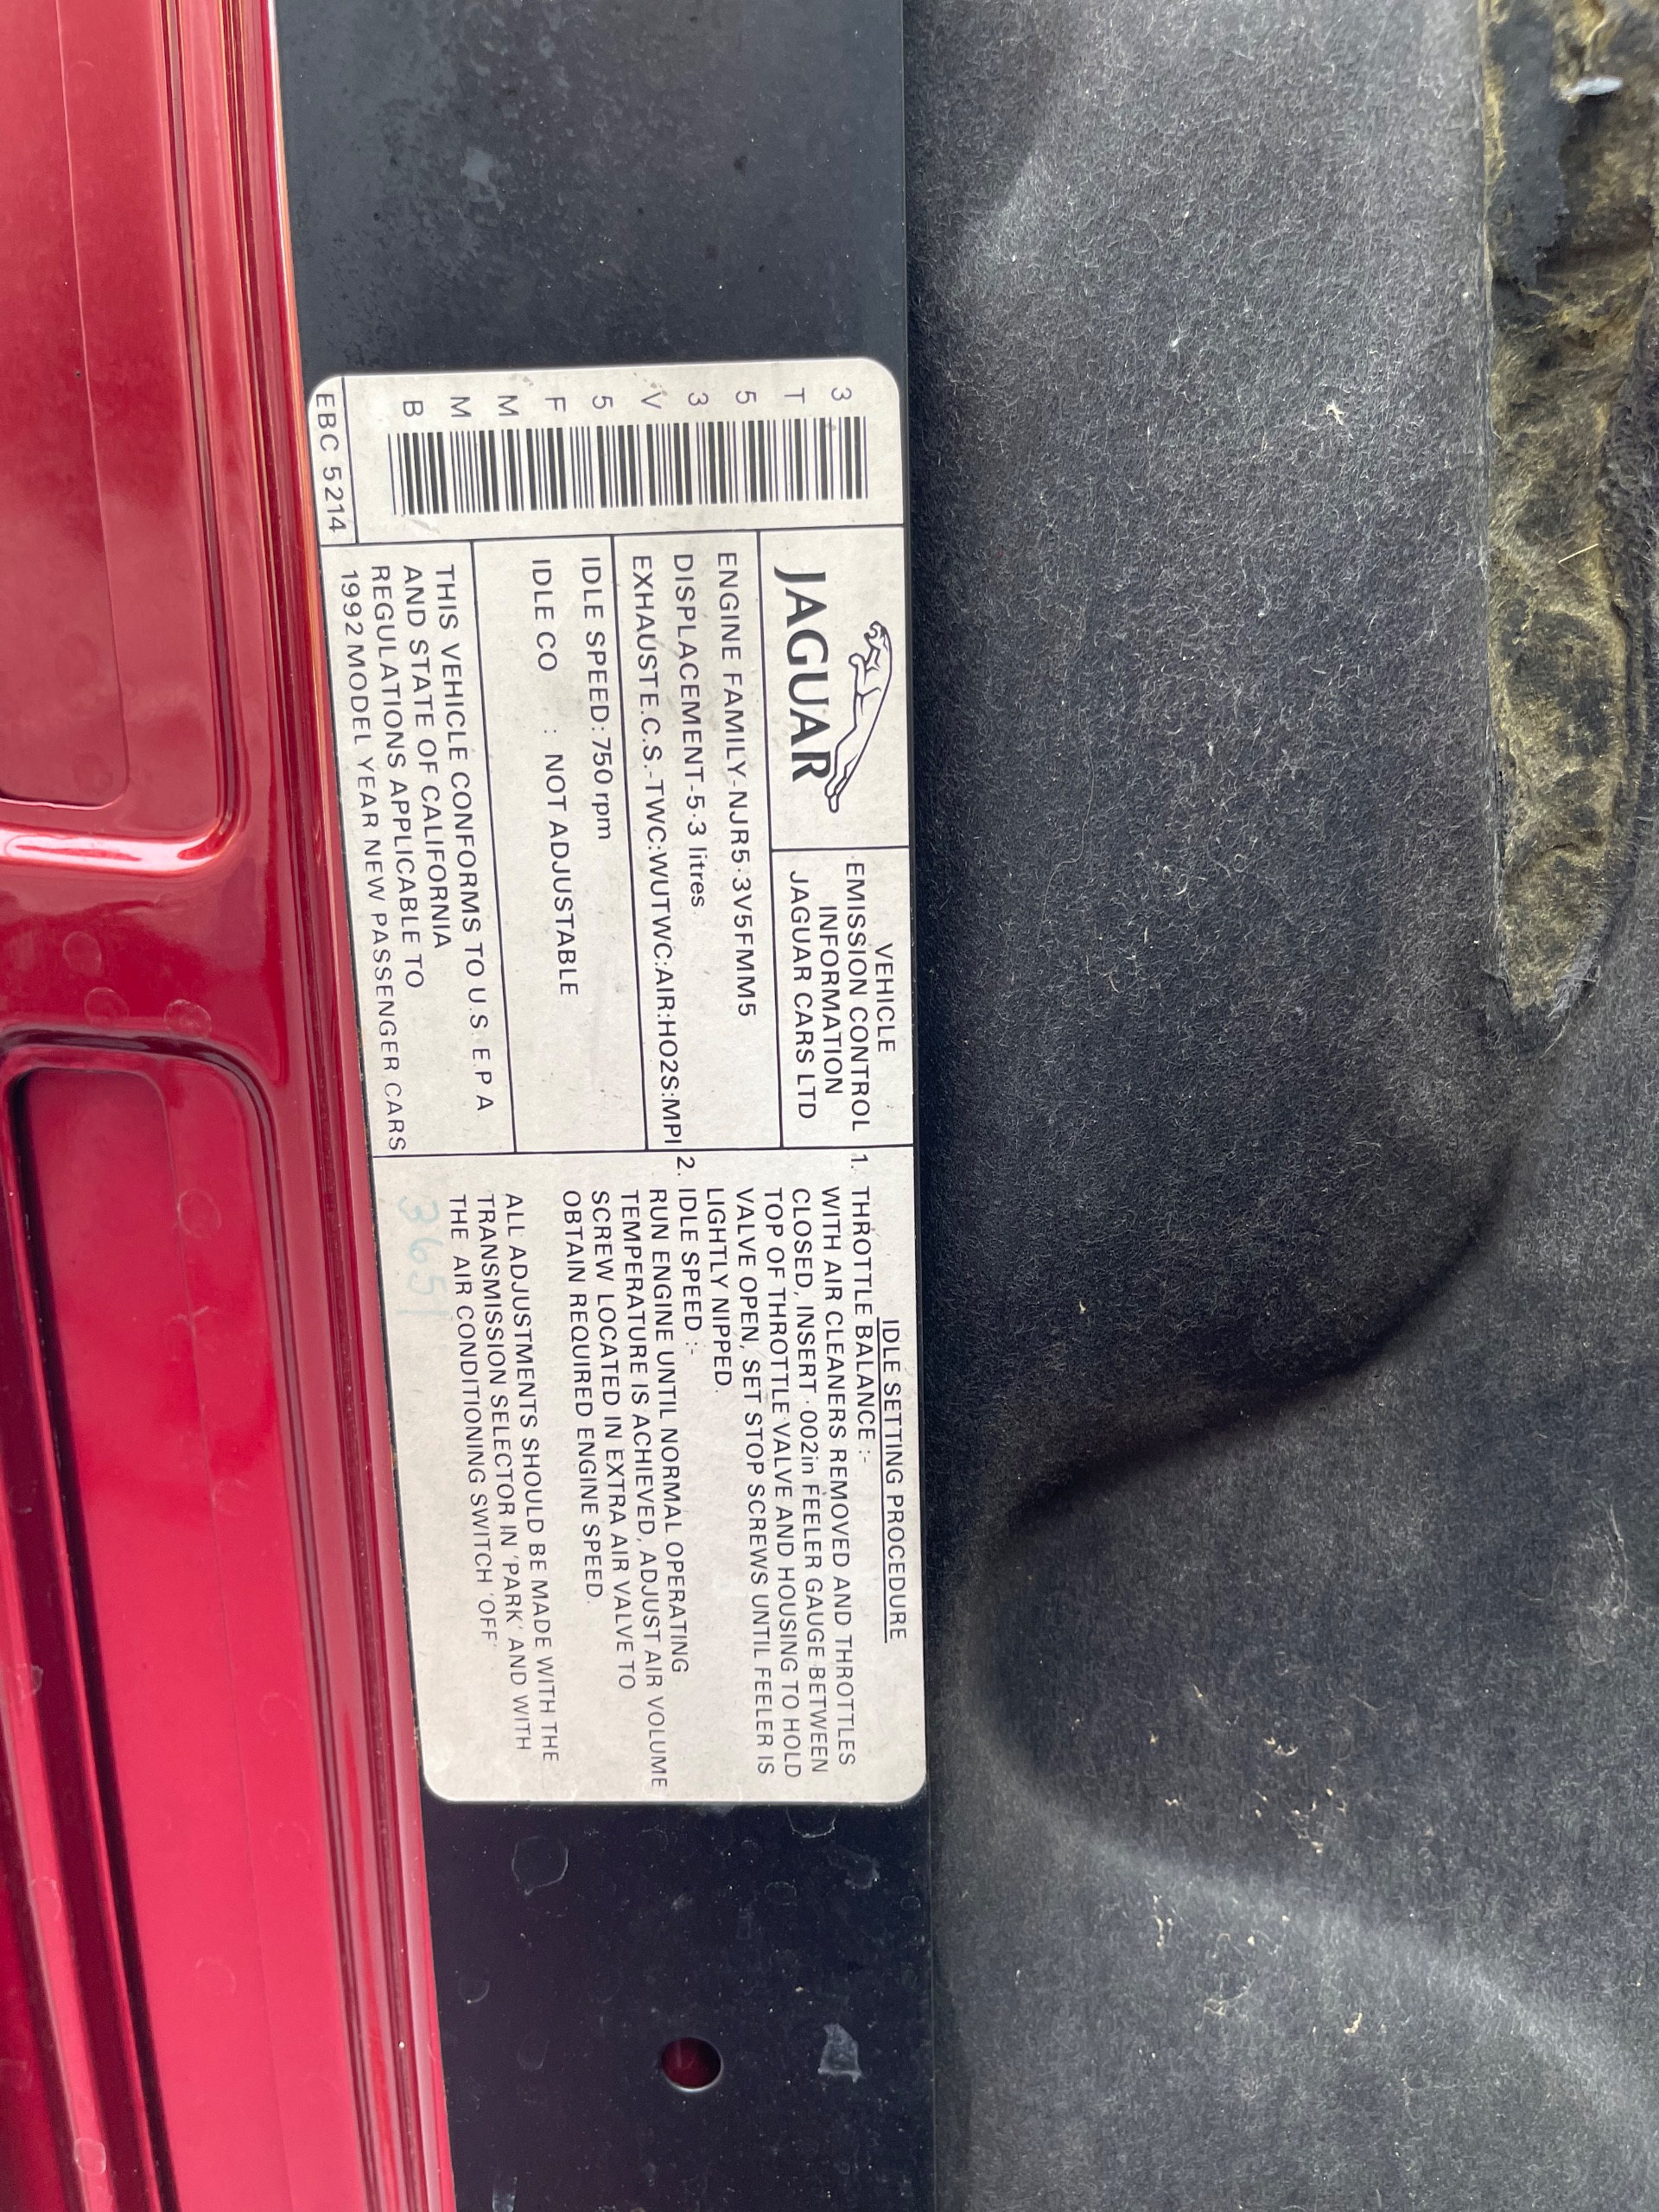 3T53V5FMMB
EBC 5214
JAGUAR
VEHICLE
EMISSION CONTROL
INFORMATION
JAGUAR CARS LTD
ENGINE FAMILY-NJR5·3V5FMM5
DISPLACEMENT-5·3 litres
EXHAUST E.C.S.-TWC:WUTWC:AIR:HO2S:MPI
IDLE SPEED: 750 rpm
IDLE CO : NOT ADJUSTABLE
THIS VEHICLE CONFORMS TO U.S. E.P A
AND STATE OF CALIFORNIA
REGULATIONS APPLICABLE TO
1992 MODEL YEAR NEW PASSENGER CARS
IDLE SETTING PROCEDURE
1. THROTTLE BALANCE :-
WITH AIR CLEANERS REMOVED AND THROTTLES
CLOSED, INSERT ·002in FEELER GAUGE BETWEEN
TOP OF THROTTLE VALVE AND HOUSING TO HOLD
VALVE OPEN, SET STOP SCREWS UNTIL FEELER IS
LIGHTLY NIPPED.
2. IDLE SPEED :-
RUN ENGINE UNTIL NORMAL OPERATING
TEMPERATURE IS ACHIEVED, ADJUST AIR VOLUME
SCREW LOCATED IN EXTRA AIR VALVE TO
OBTAIN REQUIRED ENGINE SPEED.
ALL ADJUSTMENTS SHOULD BE MADE WITH THE
TRANSMISSION SELECTOR IN 'PARK' AND WITH
THE AIR CONDITIONING SWITCH 'OFF'
3651